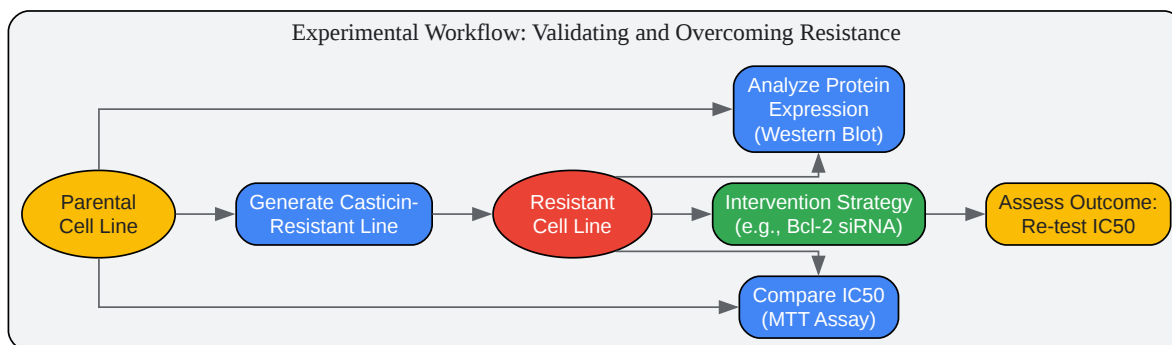 Experimental Workflow: Validating and Overcoming Resistance
Analyze Protein
Expression
(Western Blot)
Parental
Cell Line
Generate Casticin-
Resistant Line
Resistant
Cell Line
Intervention Strategy
(e.g., Bcl-2 siRNA)
Assess Outcome:
Re-test IC50
Compare IC50
(MTT Assay)